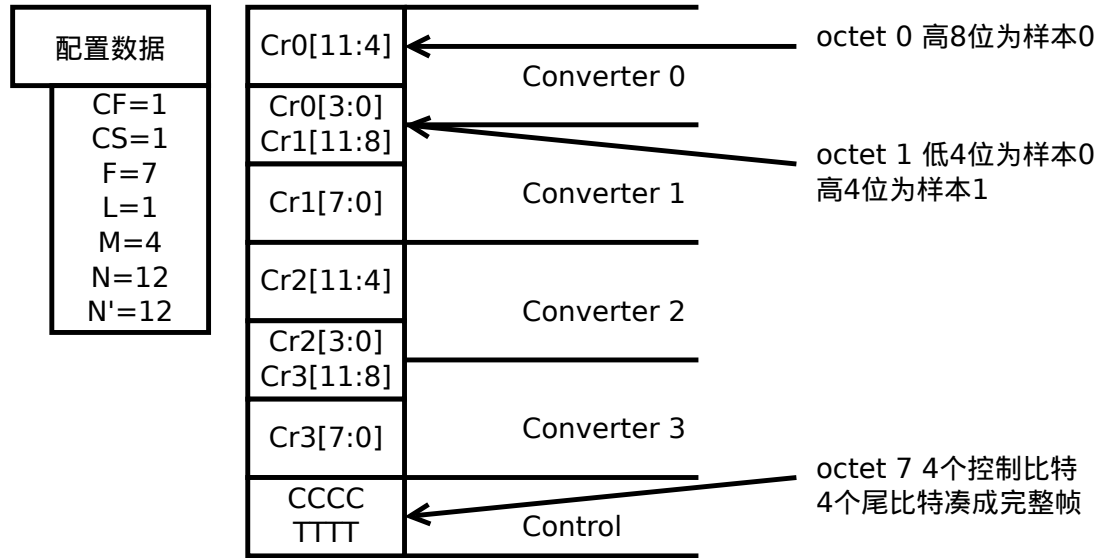 配置数据
CF=1
CS=1
F=7
L=1
M=4
N=12
N'=12
Cr0[11:4]
Cr0[3:0]
Cr1[11:8]
Cr1[7:0]
Cr2[11:4]
Cr2[3:0]
Cr3[11:8]
Cr3[7:0]
CCCC
TTTT
Converter 0
Converter 1
Converter 2
Converter 3
Control
octet 0 高8位为样本0
octet 1 低4位为样本0
高4位为样本1
octet 7 4个控制比特
4个尾比特凑成完整帧